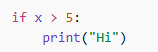 if x > 5:
    print("Hi")